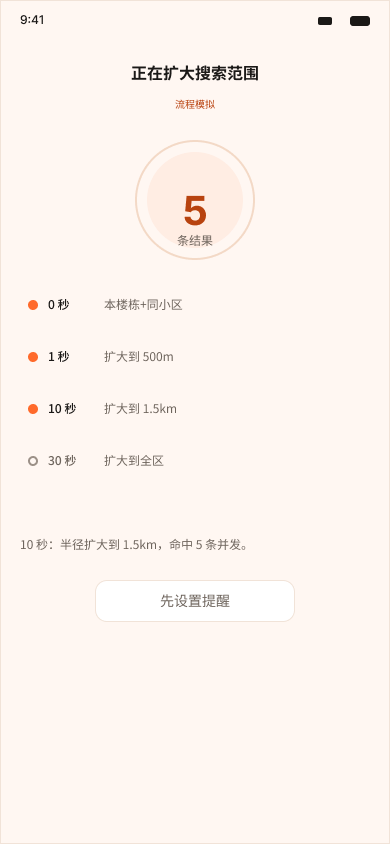 9:41
正在扩大搜索范围
流程模拟
5
条结果
0 秒 本楼栋+同小区
1 秒 扩大到 500m
10 秒 扩大到 1.5km
30 秒 扩大到全区
10 秒：半径扩大到 1.5km，命中 5 条并发。
先设置提醒